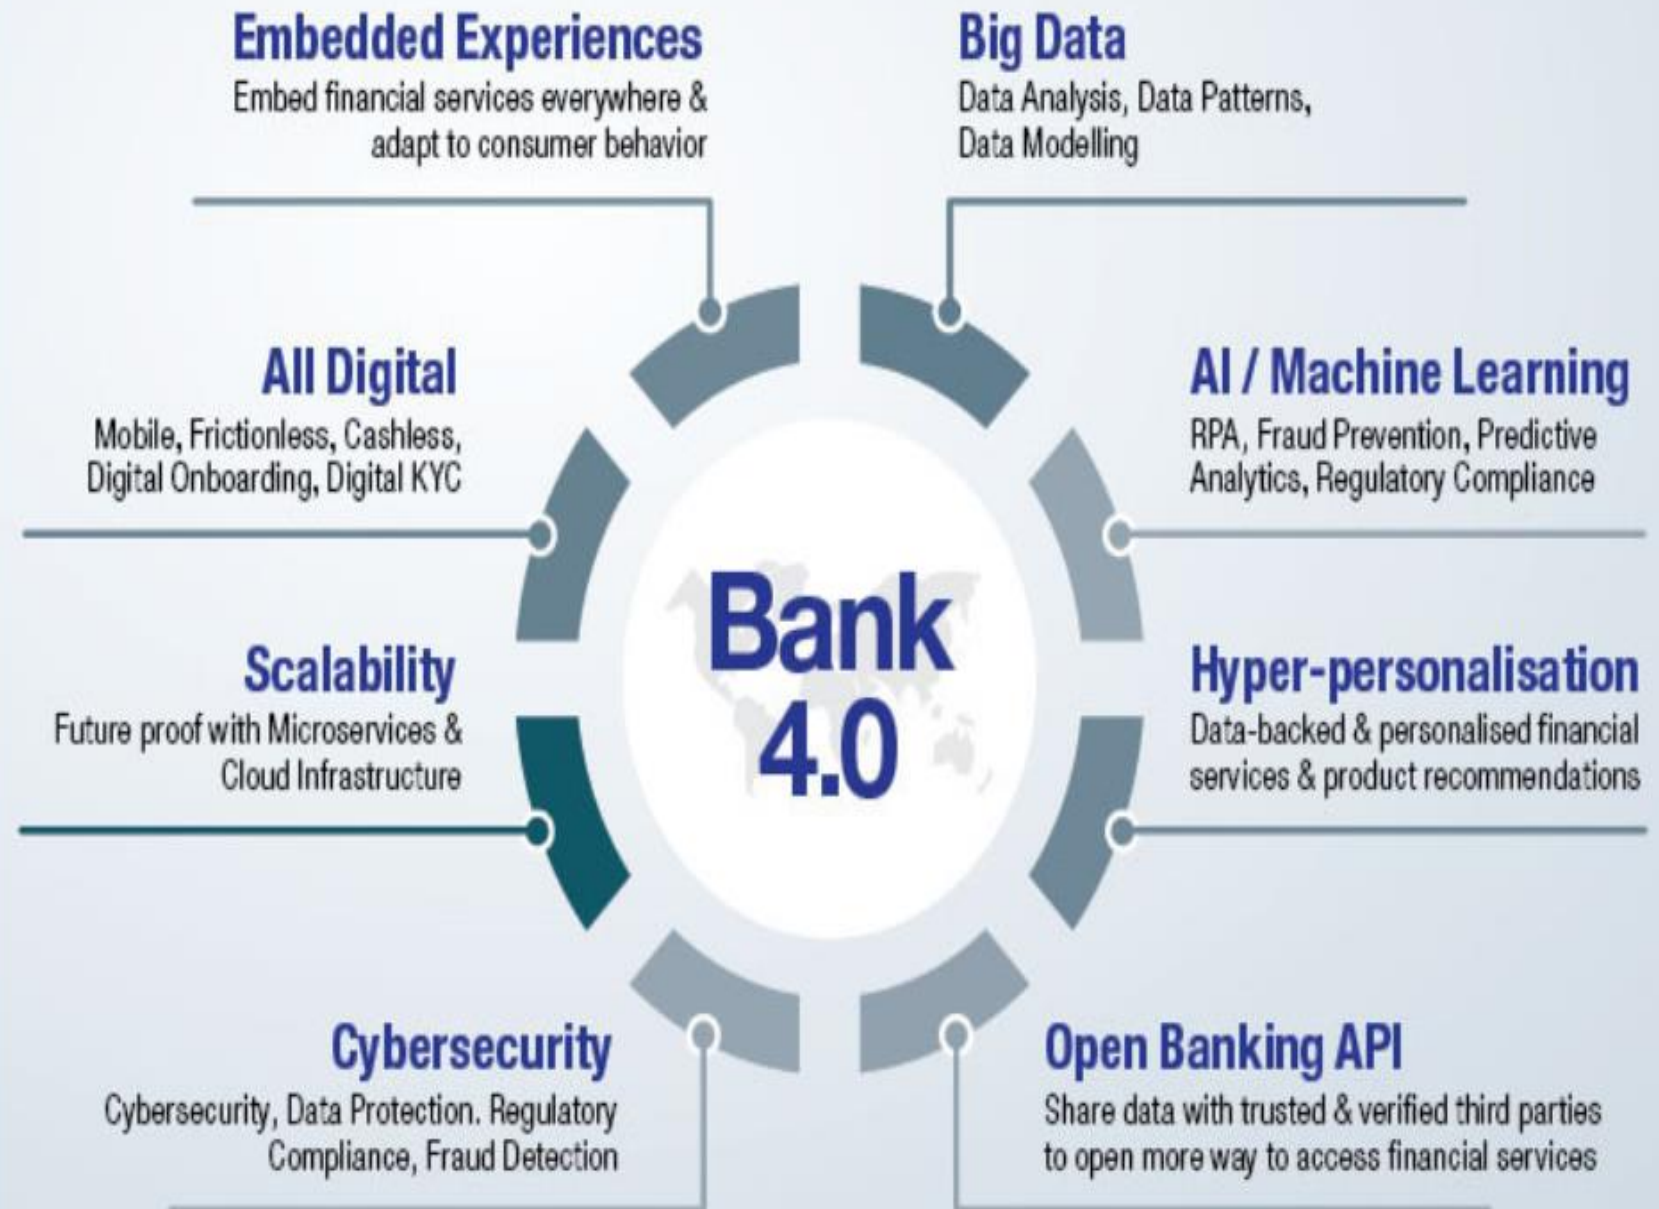 Embedded Experiences
Embed financial services everywhere &
adapt to consumer behavior
Big Data
Data Analysis, Data Patterns,
Data Modelling
All Digital
Mobile, Frictionless, Cashless,
Digital Onboarding, Digital KYC
AI / Machine Learning
RPA, Fraud Prevention, Predictive
Analytics, Regulatory Compliance
Bank
4.0
Scalability
Future proof with Microservices &
Cloud Infrastructure
Hyper-personalisation
Data-backed & personalised financial
services & product recommendations
Cybersecurity
Cybersecurity, Data Protection. Regulatory
Compliance, Fraud Detection
Open Banking API
Share data with trusted & verified third parties
to open more way to access financial services